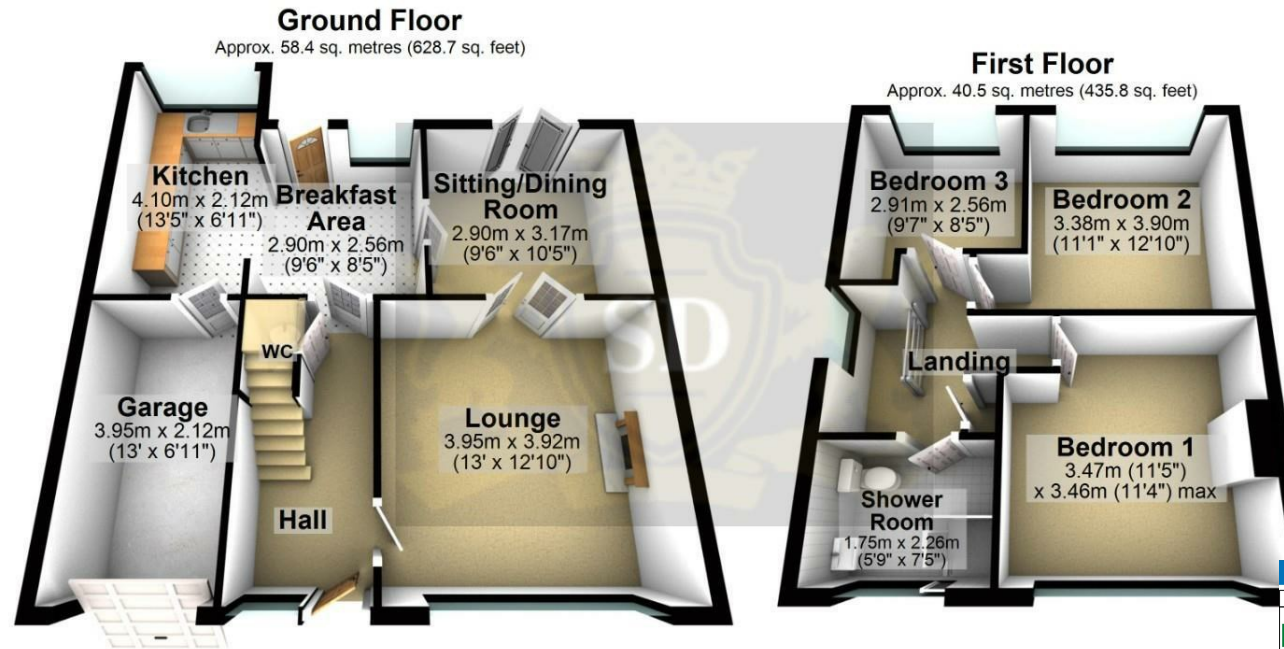 Ground Floor
Approx. 58.4 sq. metres (628.7 sq. feet)
Kitchen
4.10m x 2.12m
(13'5" x 6'11")
Breakfast
Area
2.90m x 2.56m
(9'6" x 8'5")
Sitting/Dining
Room
2.90m x 3.17m
(9'6" x 10'5")
WC
Garage
3.95m x 2.12m
(13' x 6'11")
Lounge
3.95m x 3.92m
(13' x 12'10")
Hall
SD
First Floor
Approx. 40.5 sq. metres (435.8 sq. feet)
Bedroom 3
2.91m x 2.56m
(9'7" x 8'5")
Bedroom 2
3.38m x 3.90m
(11'1" x 12'10")
Landing
Bedroom 1
3.47m (11'5")
x 3.46m (11'4") max
Shower
Room
1.75m x 2.26m
(5'9" x 7'5")